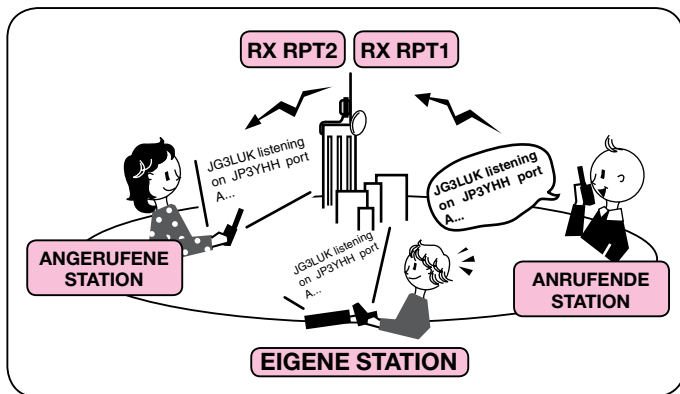 RX RPT2
RX RPT1
JG3LUK listening
on JP3YHH port
A...
JG3LUK listening
on JP3YHH port
A...
ANGERUFENE
STATION
JG3LUK listening
on JP3YHH port
A...
ANRUFENDE
STATION
EIGENE STATION